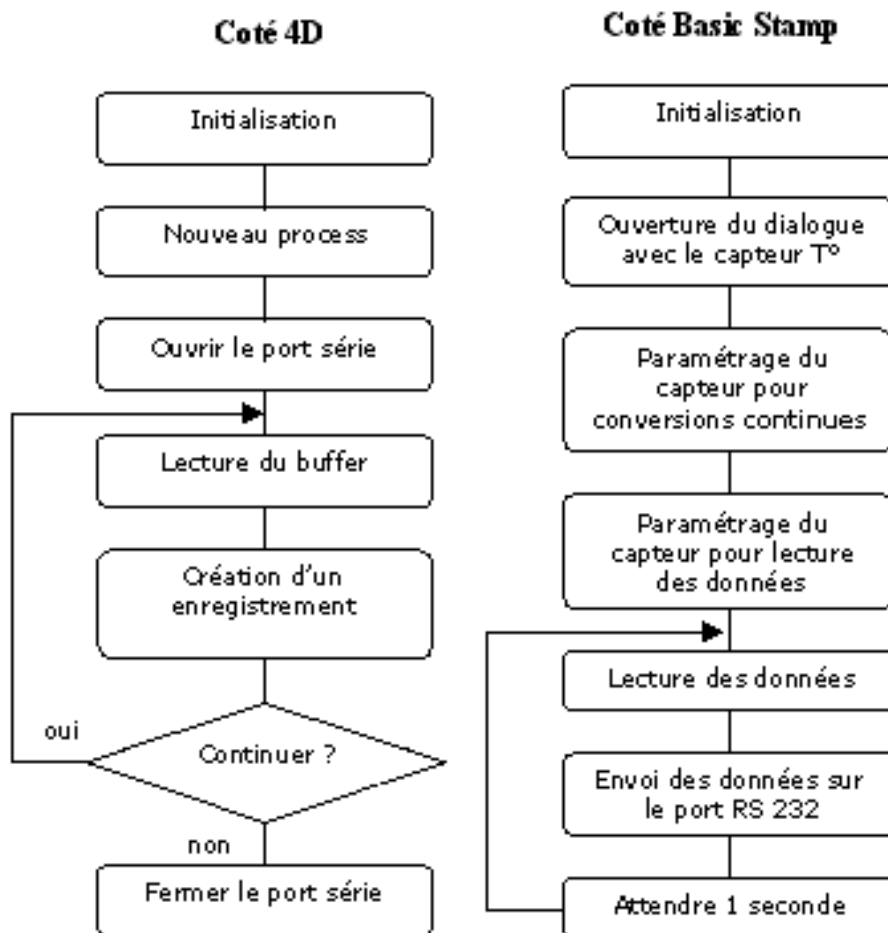 Coté 4D
Initialisation
Nouveau process
Ouvrir le port série
Lecture du buffer
Création d'un
enregistrement
oui
Continuer ?
non
Fermer le port série
Coté Basic Stamp
Initialisation
Ouverture du dialogue
avec le capteur T°
Paramétrage du
capteur pour
conversions continues
Paramétrage du
capteur pour lecture
des données
Lecture des données
Envoi des données sur
le port RS 232
Attendre 1 seconde